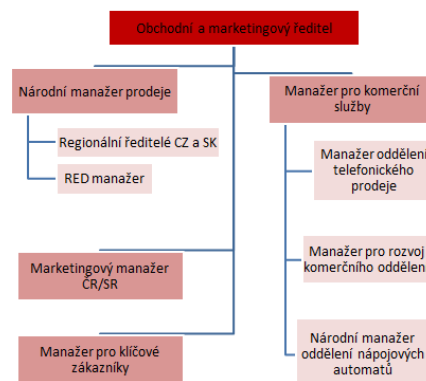 Obchodní a marketingový ředitel
Národní manažer prodeje
Regionální ředitelé CZ a SK
RED manažer
Marketingový manažer
ČR/SR
Manažer pro klíčové
zákazníky
Manažer pro komerční
služby
Manažer oddělení
telefonického
prodeje
Manažer pro rozvoj
komerčního oddělen
Národní manažer
oddělení nápojových
automatů